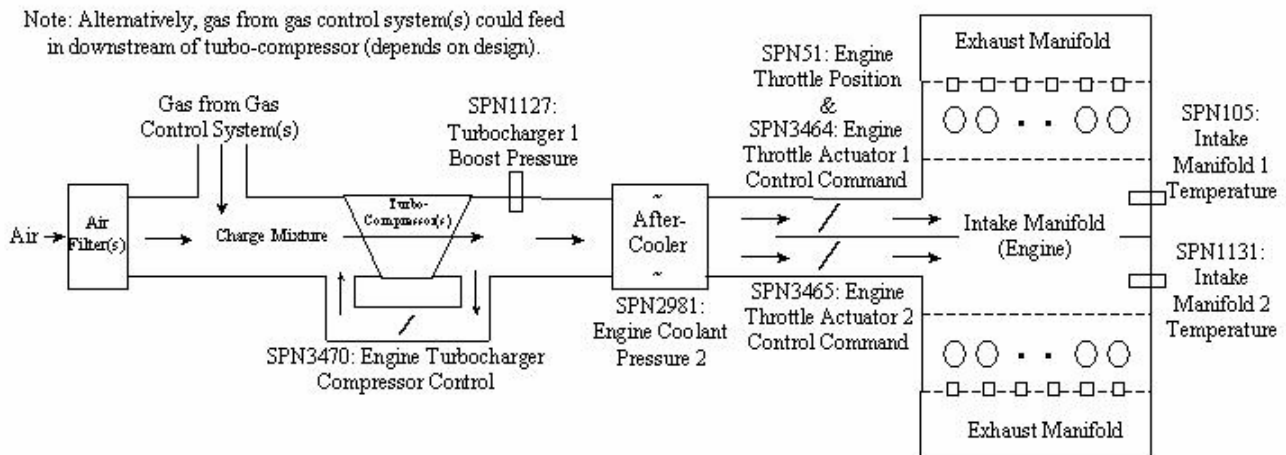 Note: Alternatively, gas from gas control system(s) could feed
in downstream of turbo-compressor (depends on design).
Gas from Gas
Control System(s)
SPN1127:
Turbocharger 1
Boost Pressure
SPN51: Engine
Throttle Position
&
SPN3464: Engine
Throttle Actuator 1
Control Command
Exhaust Manifold
SPN105:
Intake
Manifold 1
Temperature
Air
Air
Filter(s)
Charge Mixture
Turbo-
Compressor(s)
~
After-
Cooler
~
Intake Manifold
(Engine)
SPN1131:
Intake
Manifold 2
Temperature
SPN3470: Engine Turbocharger
Compressor Control
SPN2981:
Engine Coolant
Pressure 2
SPN3465: Engine
Throttle Actuator 2
Control Command
Exhaust Manifold